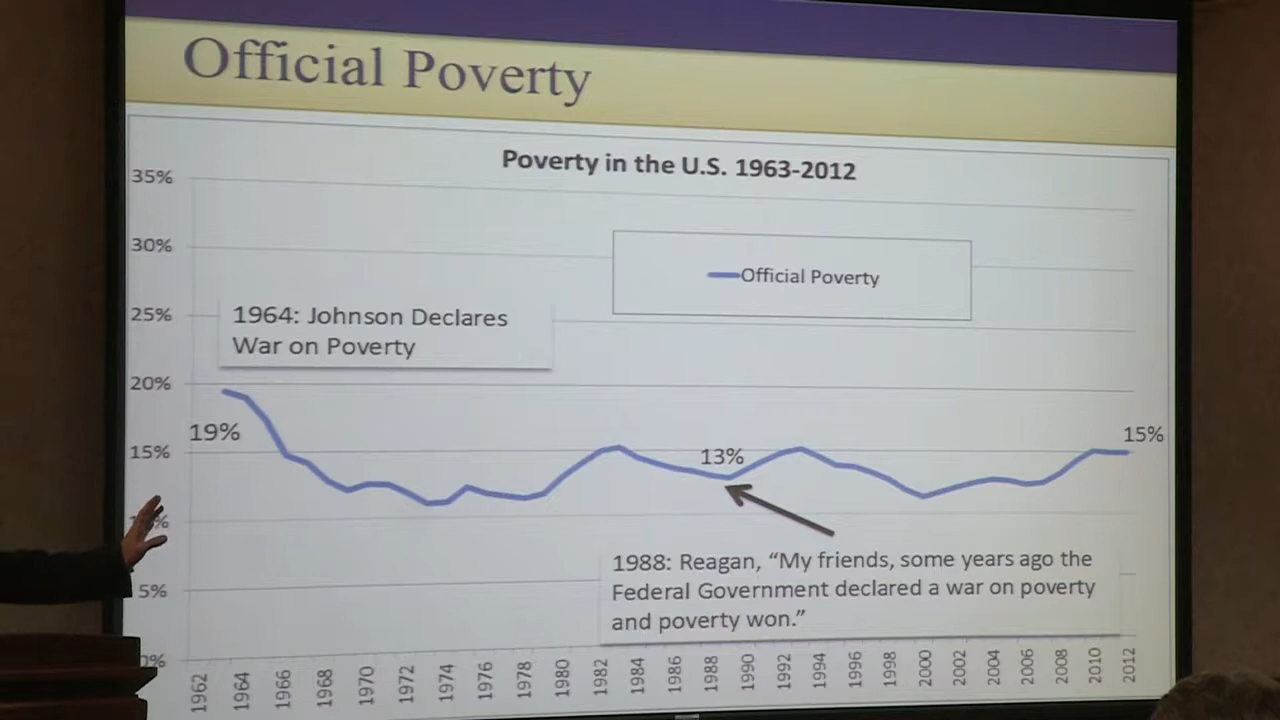 Official Poverty
Poverty in the U.S. 1963-2012
35%
30%
25%
20%
15%
5%
0%
Official Poverty
1964: Johnson Declares
War on Poverty
19%
13%
15%
1988: Reagan, “My friends, some years ago the
Federal Government declared a war on poverty
and poverty won.”
1962 1964 1966 1968 1970 1972 1974 1976 1978 1980 1982 1984 1986 1988 1990 1992 1994 1996 1998 2000 2002 2004 2006 2008 2010 2012